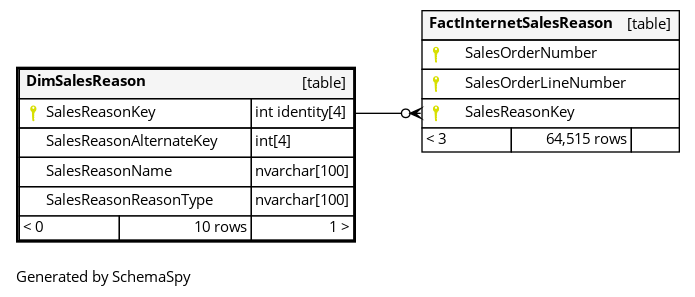 FactInternetSalesReason [table]
SalesOrderNumber
SalesOrderLineNumber
SalesReasonKey
< 3 64,515 rows
DimSalesReason [table]
SalesReasonKey int identity[4]
SalesReasonAlternateKey int[4]
SalesReasonName nvarchar[100]
SalesReasonReasonType nvarchar[100]
< 0 10 rows 1 >
Generated by SchemaSpy